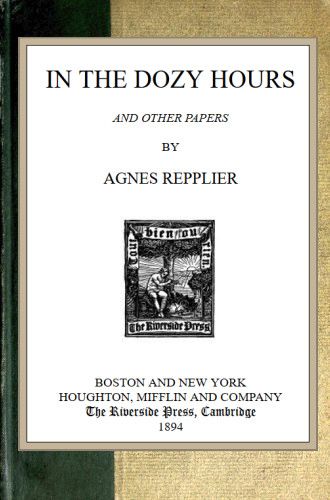 IN THE DOZY HOURS
AND OTHER PAPERS
BY
AGNES REPPLIER
Tout bien ou rien
The Riverside Press
BOSTON AND NEW YORK
HOUGHTON, MIFFLIN AND COMPANY
The Riverside Press, Cambridge
1894